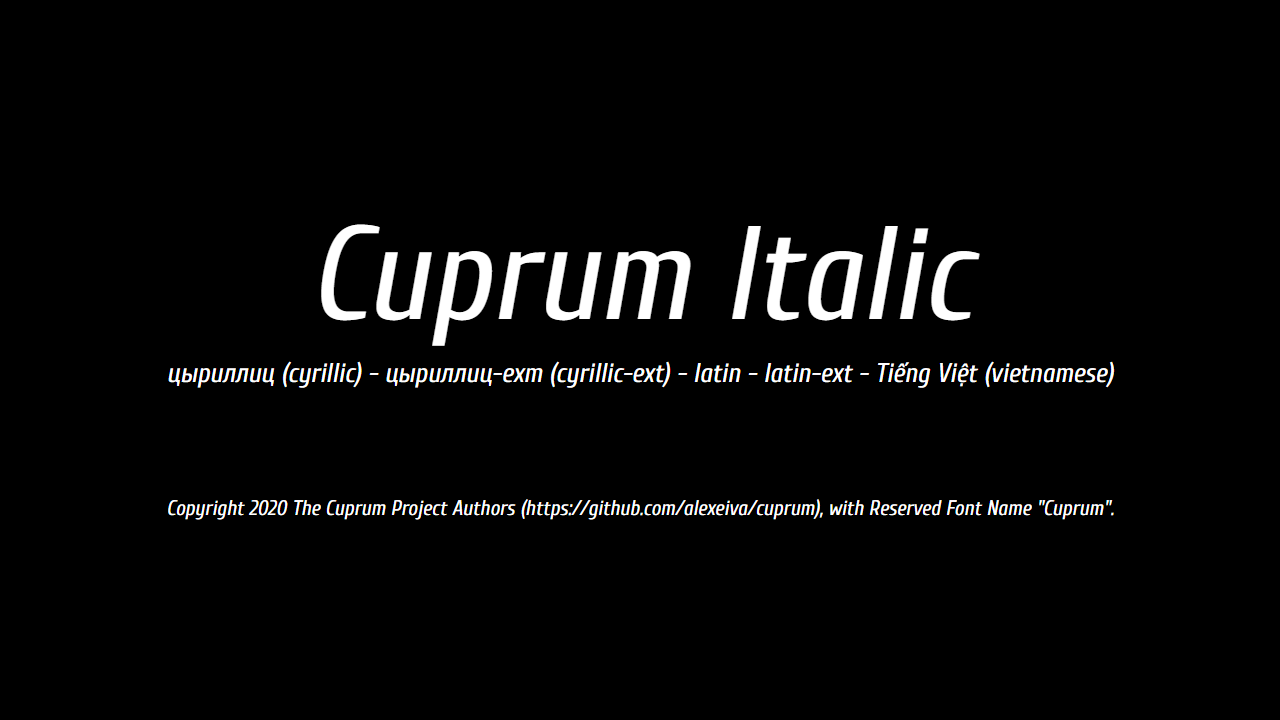 Cuprum Italic
цыриллиц (cyrillic) - цыриллиц-ехт (cyrillic-ext) - latin - latin-ext - Tiếng Việt (vietnamese)
Copyright 2020 The Cuprum Project Authors (https://github.com/alexeiva/cuprum), with Reserved Font Name "Cuprum".